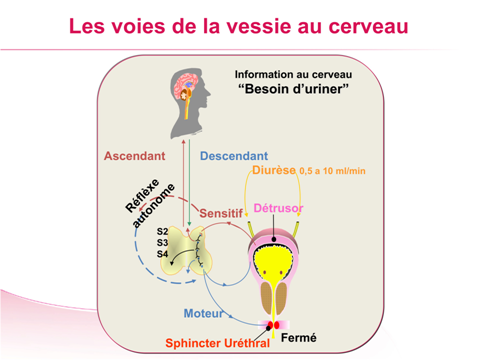 Les voies de la vessie au cerveau
Information au cerveau
“Besoin d’uriner”
Ascendant
Descendant
Diurèse 0,5 a 10 ml/min
Réflèxe
autonome
Sensitif
Détrusor
S2
S3
S4
Moteur
Fermé
Sphincter Uréthral